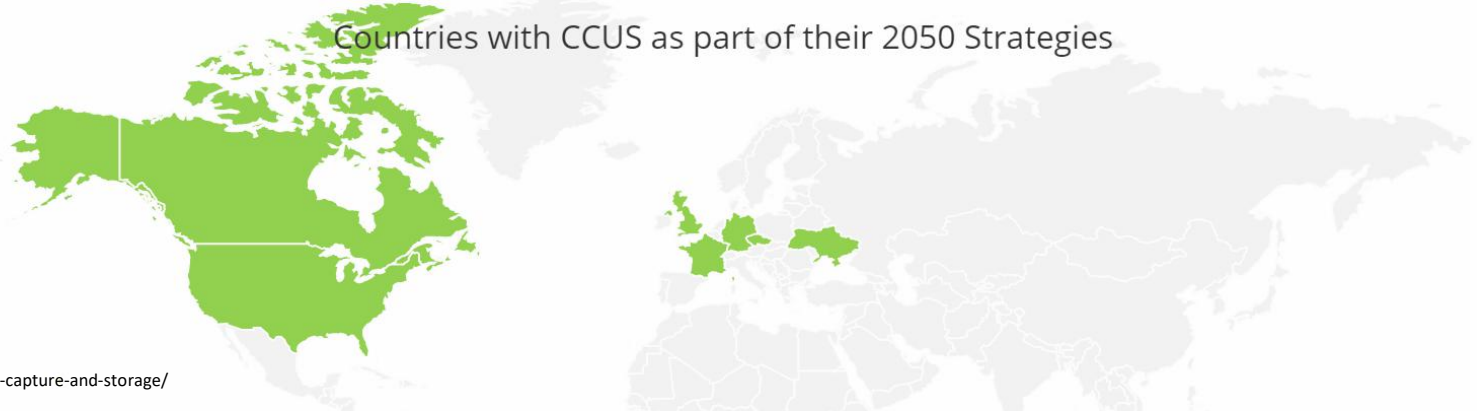 Countries with CCUS as part of their 2050 Strategies
-capture-and-storage/